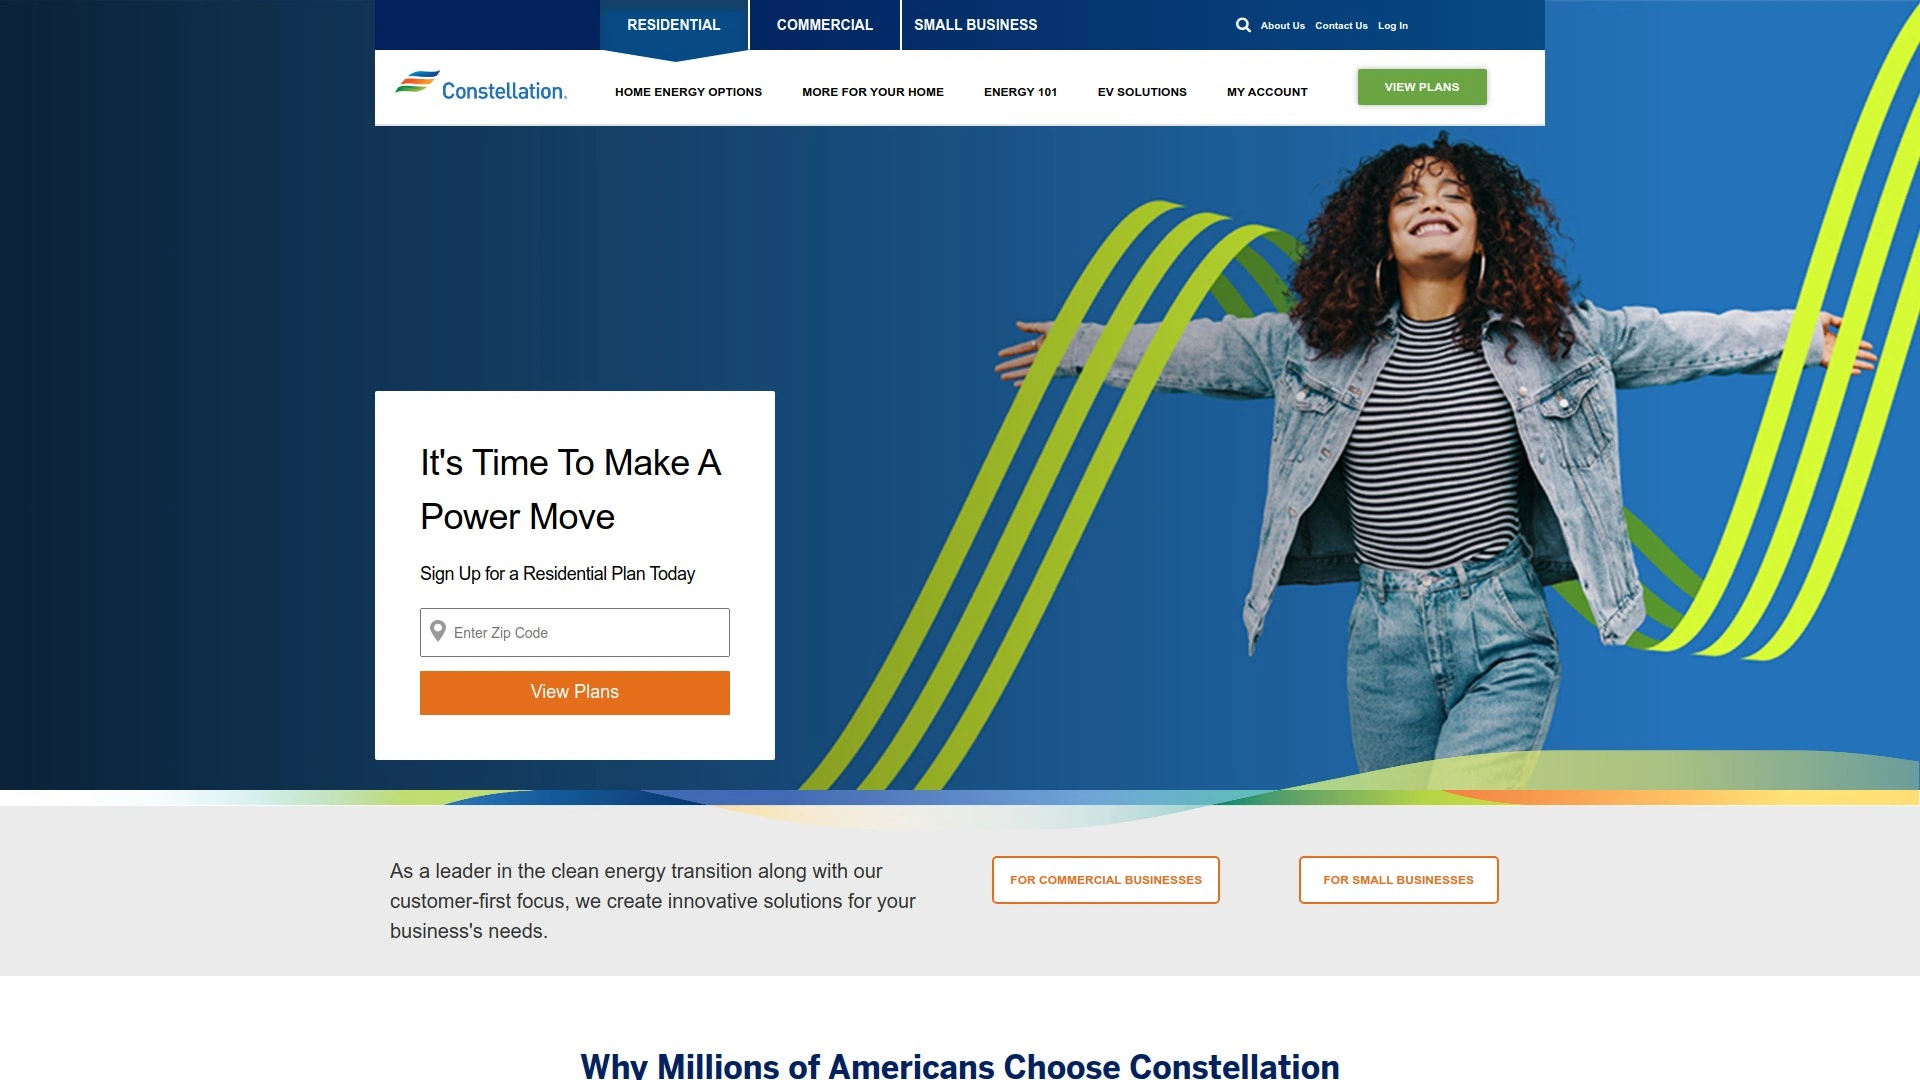 RESIDENTIAL
COMMERCIAL
SMALL BUSINESS
About Us
Contact Us
Log In
Constellation.
HOME ENERGY OPTIONS
MORE FOR YOUR HOME
ENERGY 101
EV SOLUTIONS
MY ACCOUNT
VIEW PLANS
It's Time To Make A
Power Move
Sign Up for a Residential Plan Today
Enter Zip Code
View Plans
As a leader in the clean energy transition along with our
customer-first focus, we create innovative solutions for your
business's needs.
FOR COMMERCIAL BUSINESSES
FOR SMALL BUSINESSES
Why Millions of Americans Choose Constellation